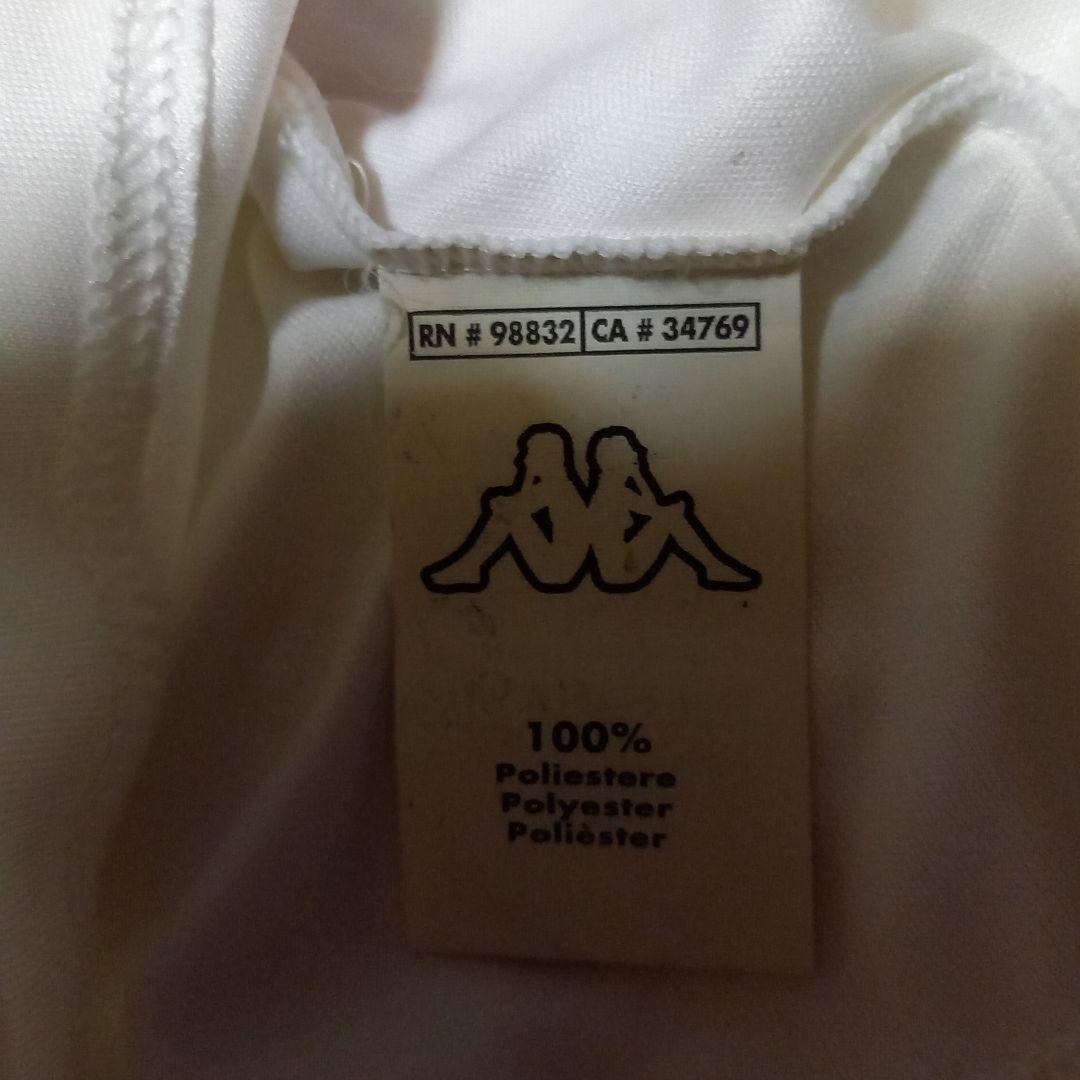 RN # 98832 CA # 34769
100%
Poliestere
Polyester
Polièster